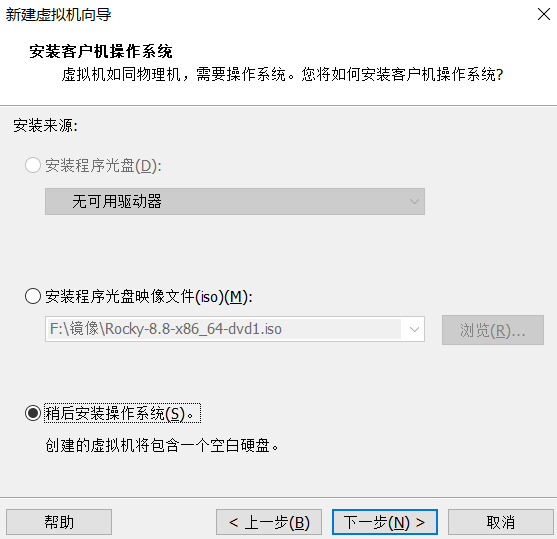 新建虚拟机向导
安装客户机操作系统
虚拟机如同物理机，需要操作系统。您将如何安装客户机操作系统?
安装来源:
安装程序光盘(D):
无可用驱动器
安装程序光盘映像文件(iso)(M):
F:\镜像\Rocky-8.8-x86_64-dvd1.iso
浏览(R)...
稍后安装操作系统(S)。
创建的虚拟机将包含一个空白硬盘。
帮助
< 上一步(B)
下一步(N) >
取消